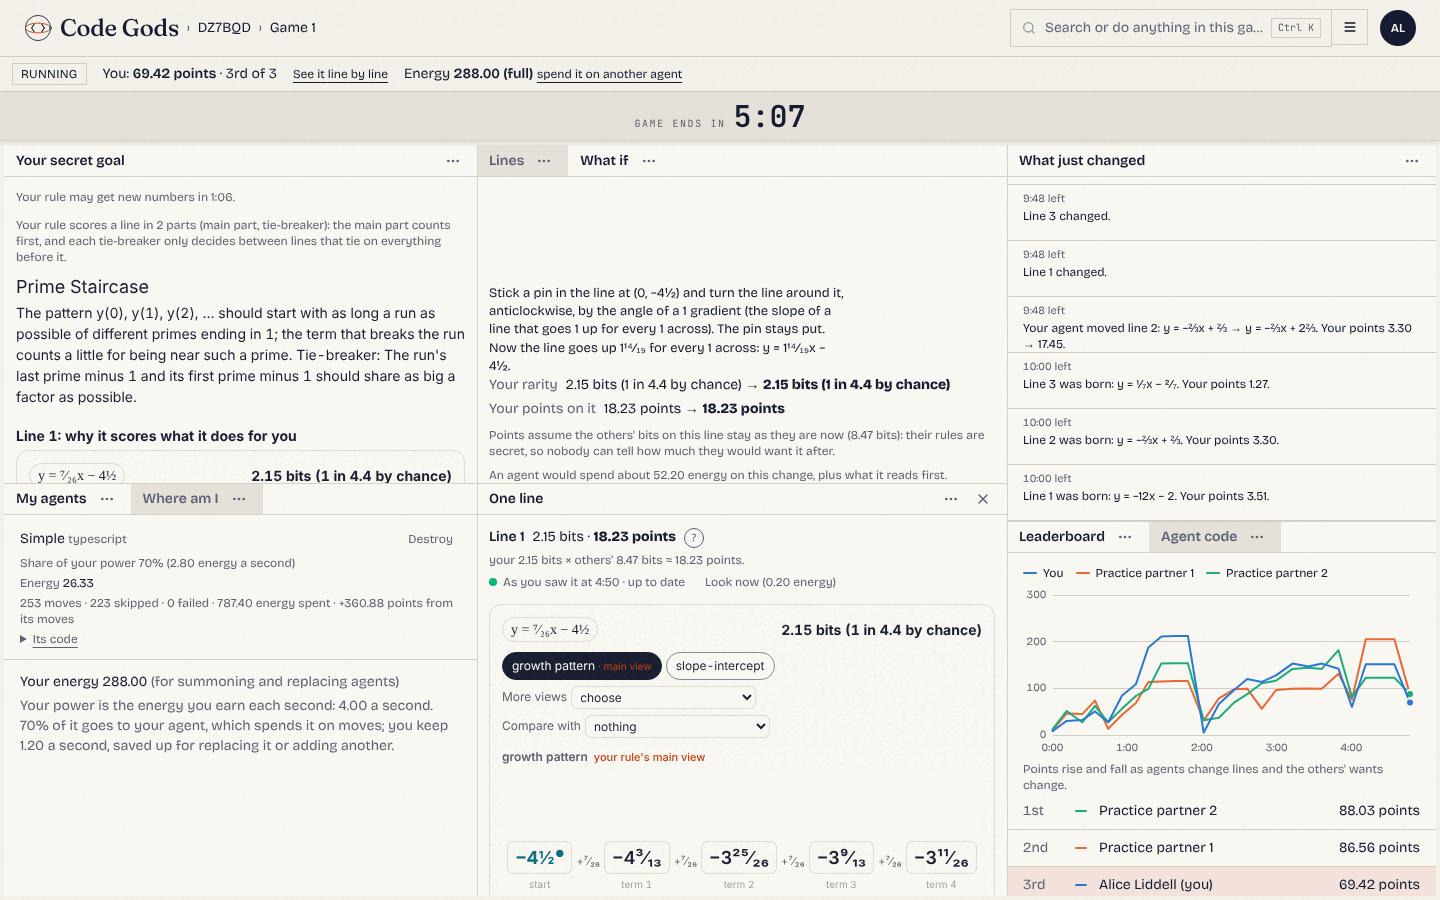 Code Gods › DZ7BQD › Game 1
Search or do anything in this ga... Ctrl K
AL
RUNNING You: 69.42 points · 3rd of 3 See it line by line Energy 288.00 (full) spend it on another agent
GAME ENDS IN 5:07
Your secret goal ···
Your rule may get new numbers in 1:06.
Your rule scores a line in 2 parts (main part, tie-breaker): the main part counts
first, and each tie-breaker only decides between lines that tie on everything
before it.
Prime Staircase
The pattern y(0), y(1), y(2), … should start with as long a run as
possible of different primes ending in 1; the term that breaks the run
counts a little for being near such a prime. Tie-breaker: The run's
last prime minus 1 and its first prime minus 1 should share as big a
factor as possible.
Line 1: why it scores what it does for you
y = ⁷⁄₂₆x − 4½ 2.15 bits (1 in 4.4 by chance)
Lines ··· What if ···
Stick a pin in the line at (0, −4½) and turn the line around it,
anticlockwise, by the angle of a 1 gradient (the slope of a
line that goes 1 up for every 1 across). The pin stays put.
Now the line goes up 1¹⁴⁄₁₉ for every 1 across: y = 1¹⁴⁄₁₉x −
4½.
Your rarity 2.15 bits (1 in 4.4 by chance) → 2.15 bits (1 in 4.4 by chance)
Your points on it 18.23 points → 18.23 points
Points assume the others' bits on this line stay as they are now (8.47 bits): their rules are
secret, so nobody can tell how much they would want it after.
An agent would spend about 52.20 energy on this change, plus what it reads first.
What just changed ···
9:48 left
Line 3 changed.
9:48 left
Line 1 changed.
9:48 left
Your agent moved line 2: y = −⅔x + ⅔ → y = −⅔x + 2⅔. Your points 3.30
→ 17.45.
10:00 left
Line 3 was born: y = ¹⁄₇x − ²⁄₇. Your points 1.27.
10:00 left
Line 2 was born: y = −⅔x + ⅔. Your points 3.30.
10:00 left
Line 1 was born: y = −12x − 2. Your points 3.51.
My agents ··· Where am I ···
Simple typescript Destroy
Share of your power 70% (2.80 energy a second)
Energy 26.33
253 moves · 223 skipped · 0 failed · 787.40 energy spent · +360.88 points from
its moves
Its code
Your energy 288.00 (for summoning and replacing agents)
Your power is the energy you earn each second: 4.00 a second.
70% of it goes to your agent, which spends it on moves; you keep
1.20 a second, saved up for replacing it or adding another.
One line ···
Line 1 2.15 bits · 18.23 points ?
your 2.15 bits × others' 8.47 bits ≈ 18.23 points.
As you saw it at 4:50 · up to date Look now (0.20 energy)
y = ⁷⁄₂₆x − 4½ 2.15 bits (1 in 4.4 by chance)
growth pattern · main view slope-intercept
More views choose
Compare with nothing
growth pattern your rule's main view
−4½ +⁷⁄₂₆ −4³⁄₁₃ +⁷⁄₂₆ −3²⁵⁄₂₆ +⁷⁄₂₆ −3⁹⁄₁₃ +⁷⁄₂₆ −3¹¹⁄₂₆
start term 1 term 2 term 3 term 4
Leaderboard ··· Agent code ···
You Practice partner 1 Practice partner 2
300
200
100
0
0:00 1:00 2:00 3:00 4:00
Points rise and fall as agents change lines and the others' wants
change.
1st Practice partner 2 88.03 points
2nd Practice partner 1 86.56 points
3rd Alice Liddell (you) 69.42 points